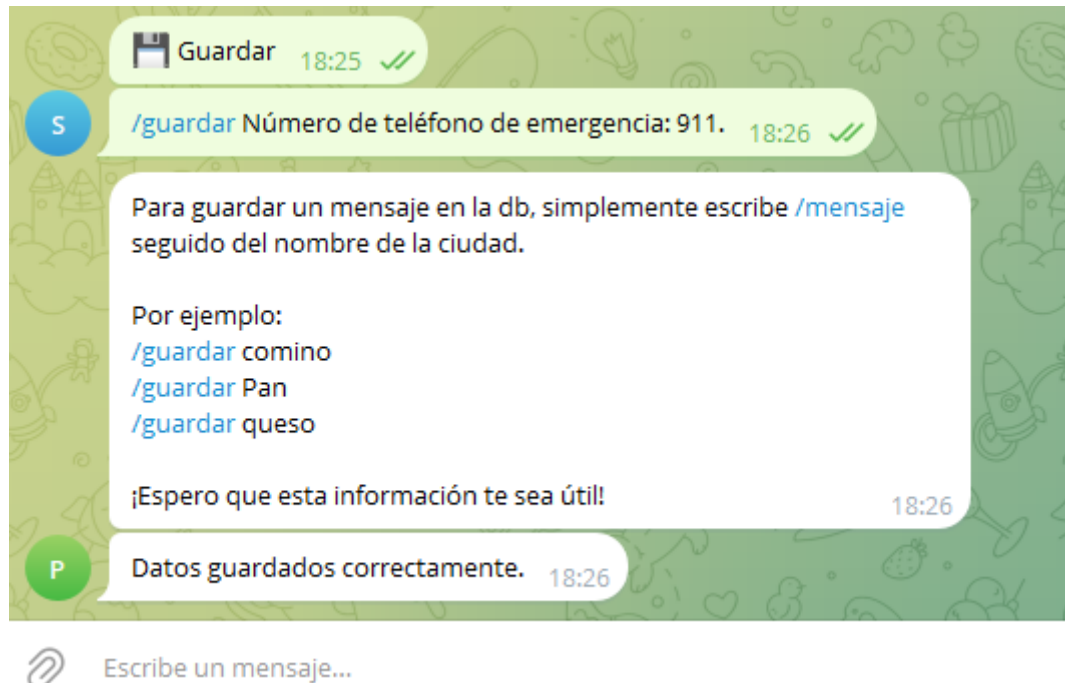 💾 Guardar 18:25
S
/guardar Número de teléfono de emergencia: 911. 18:26
Para guardar un mensaje en la db, simplemente escribe /mensaje
seguido del nombre de la ciudad.
Por ejemplo:
/guardar comino
/guardar Pan
/guardar queso
¡Espero que esta información te sea útil! 18:26
P
Datos guardados correctamente. 18:26
Escribe un mensaje...